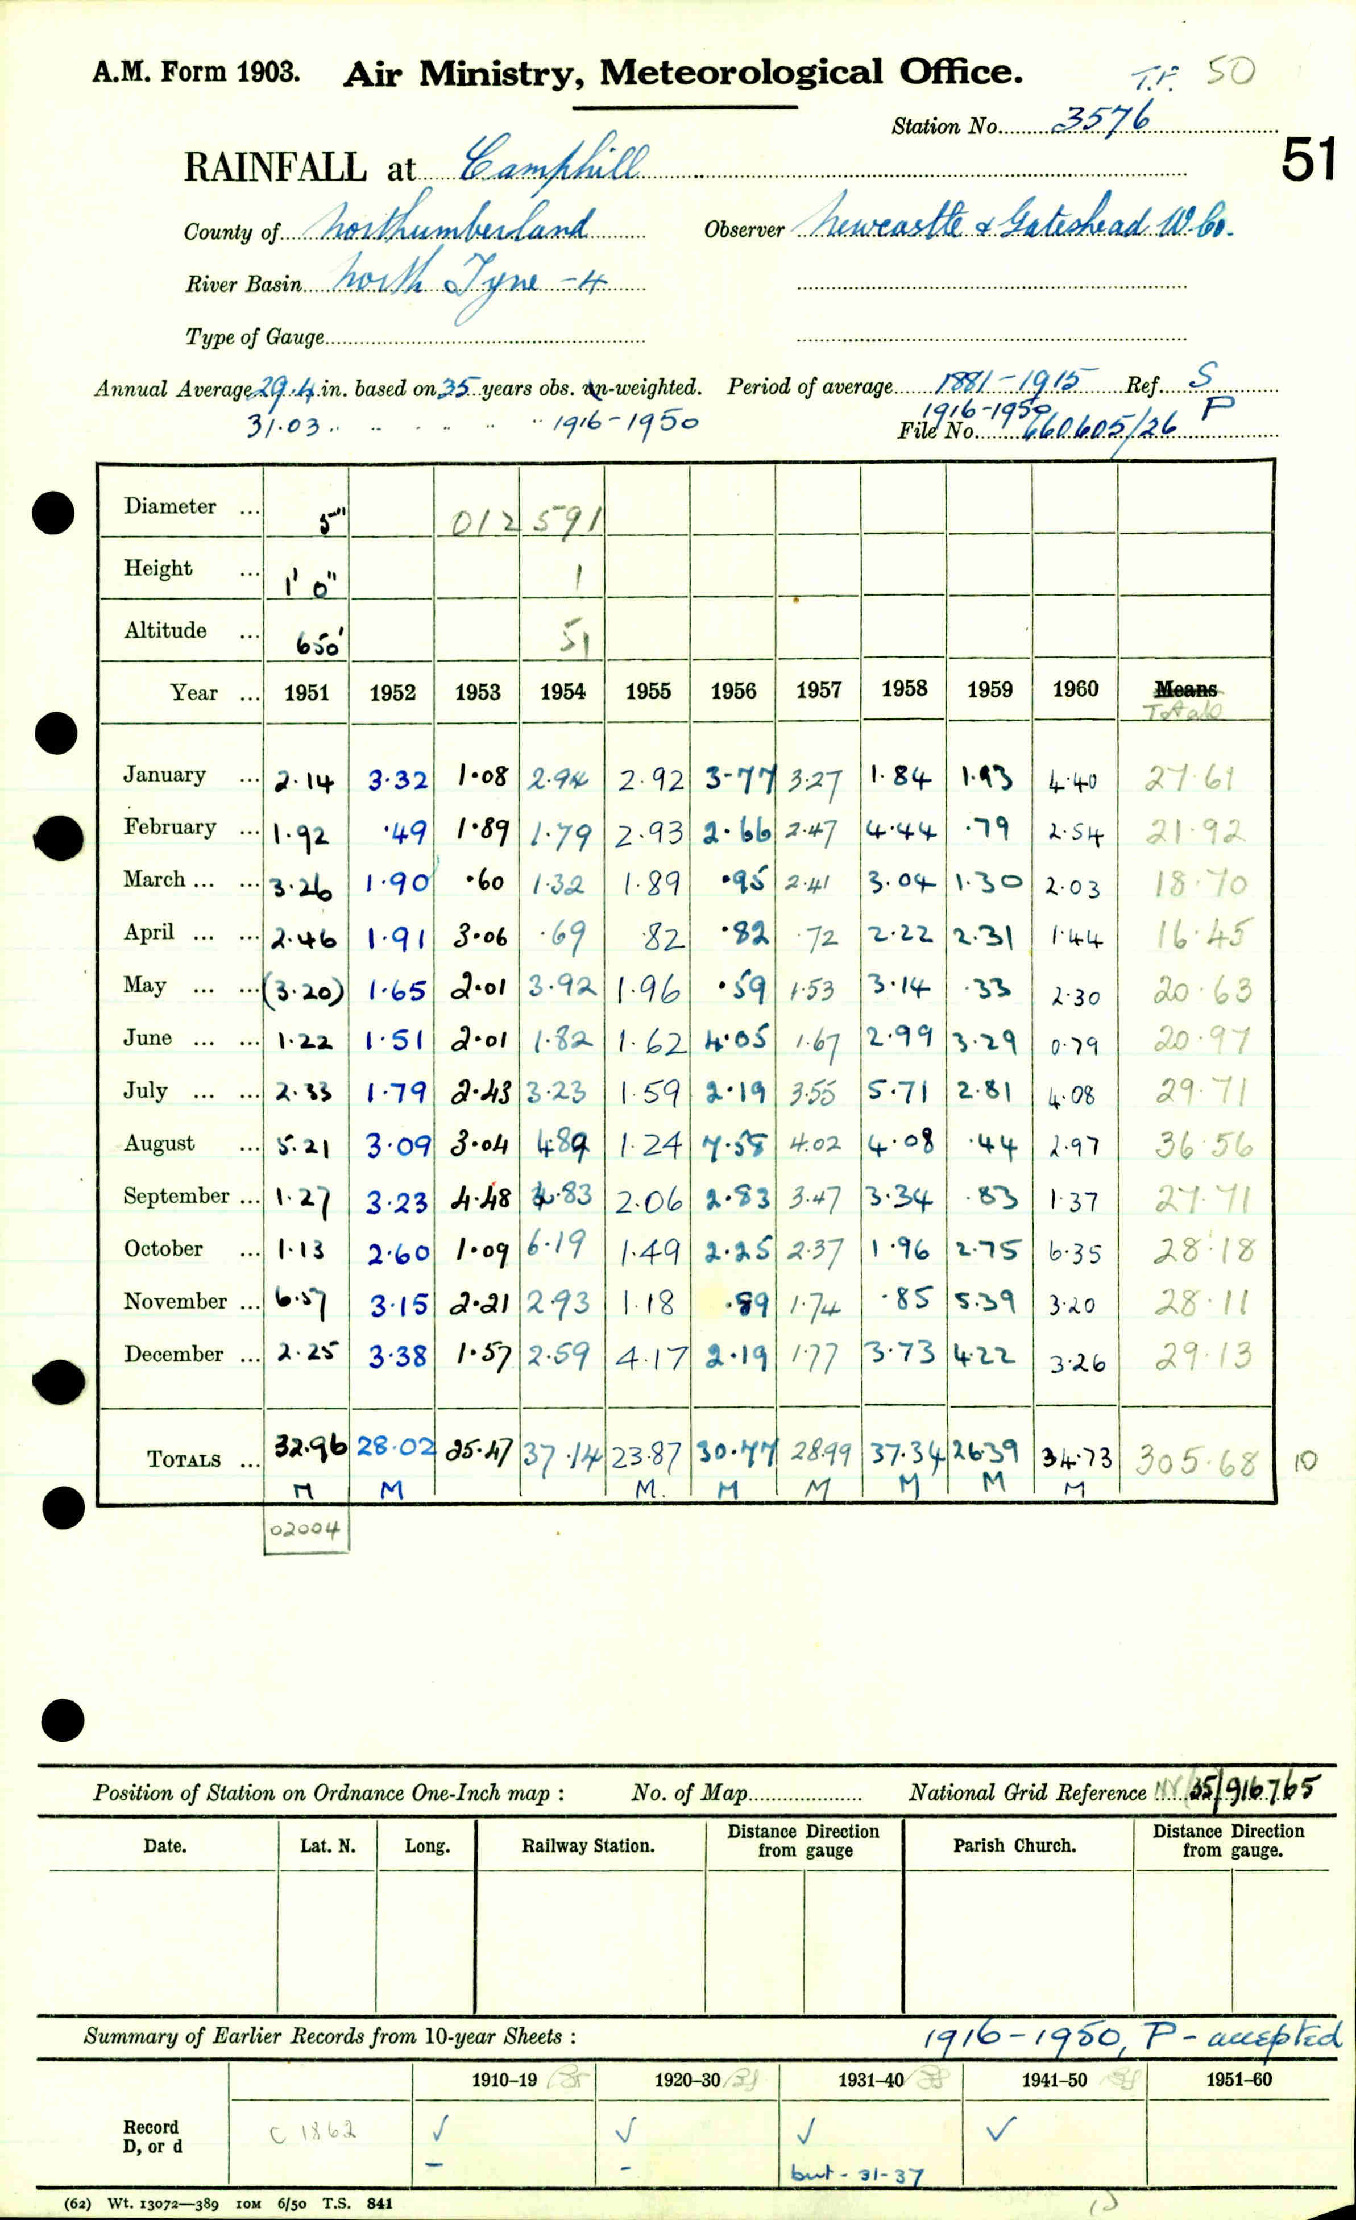 A.M. Form 1903. Air Ministry, Meteorological Office. T.F. 50
Station No. 3576
51
RAINFALL at Camphill
County of Northumberland Observer Newcastle & Gateshead W. Co.
River Basin North Tyne - 4
Type of Gauge
Annual Average 29.4 in. based on 35 years obs. un-weighted. Period of average 1881-1915 Ref. S
31.03 " " " " " 1916-1950 1916-1950 P
File No. 660605/26
Diameter ... 5" 012 591
Height ... 1' 0" 1
Altitude ... 650' 51
Year ... 1951 1952 1953 1954 1955 1956 1957 1958 1959 1960 Means
Totals
January ... 2.14 3.32 1.08 2.94 2.92 3.77 3.27 1.84 1.93 4.40 27.61
February ... 1.92 .49 1.89 1.79 2.93 2.66 2.47 4.44 .79 2.54 21.92
March ... ... 3.26 1.90 .60 1.32 1.89 .95 2.41 3.04 1.30 2.03 18.70
April ... ... 2.46 1.91 3.06 .69 .82 .82 .72 2.22 2.31 1.44 16.45
May ... ... (3.20) 1.65 2.01 3.92 1.96 .59 1.53 3.14 .33 2.30 20.63
June ... ... 1.22 1.51 2.01 1.82 1.62 4.05 1.67 2.99 3.29 0.79 20.97
July ... ... 2.33 1.79 2.43 3.23 1.59 2.19 3.55 5.71 2.81 4.08 29.71
August ... 5.21 3.09 3.04 4.89 1.24 7.58 4.02 4.08 .44 2.97 36.56
September ... 1.27 3.23 4.48 4.83 2.06 2.83 3.47 3.34 .83 1.37 27.71
October ... 1.13 2.60 1.09 6.19 1.49 2.25 2.37 1.96 2.75 6.35 28.18
November ... 6.57 3.15 2.21 2.93 1.18 .89 1.74 .85 5.39 3.20 28.11
December ... 2.25 3.38 1.57 2.59 4.17 2.19 1.77 3.73 4.22 3.26 29.13
TOTALS ... 32.96 28.02 25.47 37.14 23.87 30.77 28.99 37.34 26.39 34.73 305.68 10
M M M. M M M M M
02004
Position of Station on Ordnance One-Inch map : No. of Map National Grid Reference NY 35/916765
Date. Lat. N. Long. Railway Station. Distance from Direction gauge Parish Church. Distance from Direction gauge.
Summary of Earlier Records from 10-year Sheets : 1916-1950, P - accepted
1910-19 1920-30 1931-40 1941-50 1951-60
Record D, or d C 1862 ✓ ✓ ✓ ✓
- - but - 31-37
(62) Wt. 13072—389 10M 6/50 T.S. 841